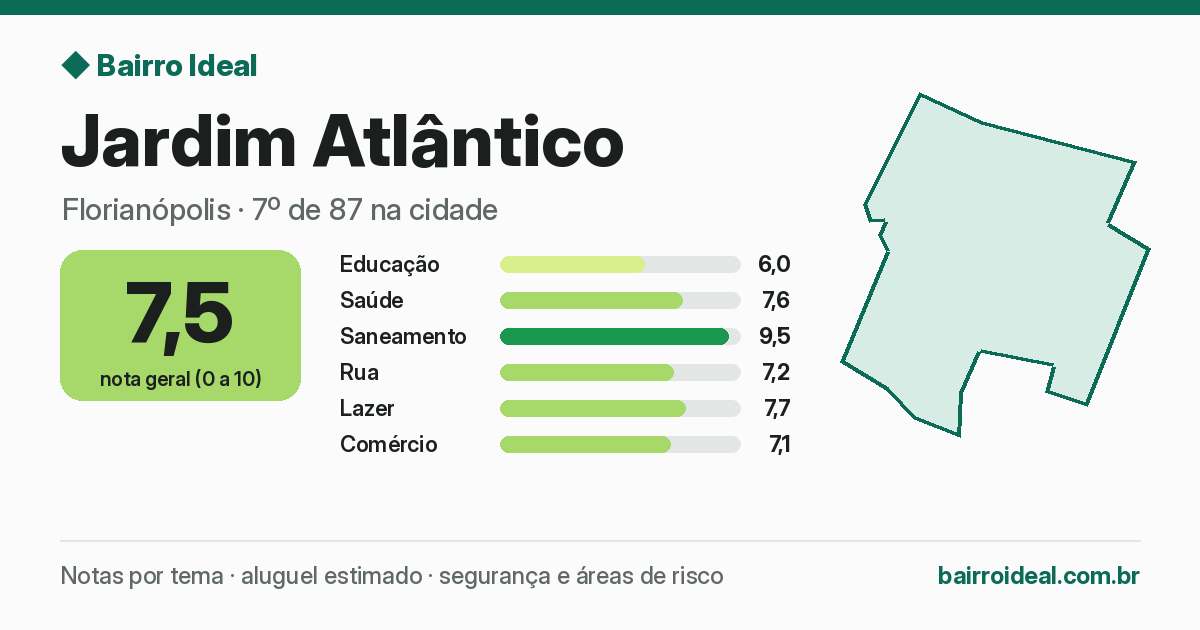 Bairro Ideal
Jardim Atlântico
Florianópolis · 7º de 87 na cidade
7,5
nota geral (0 a 10)
Educação 6,0
Saúde 7,6
Saneamento 9,5
Rua 7,2
Lazer 7,7
Comércio 7,1
Notas por tema · aluguel estimado · segurança e áreas de risco
bairroideal.com.br